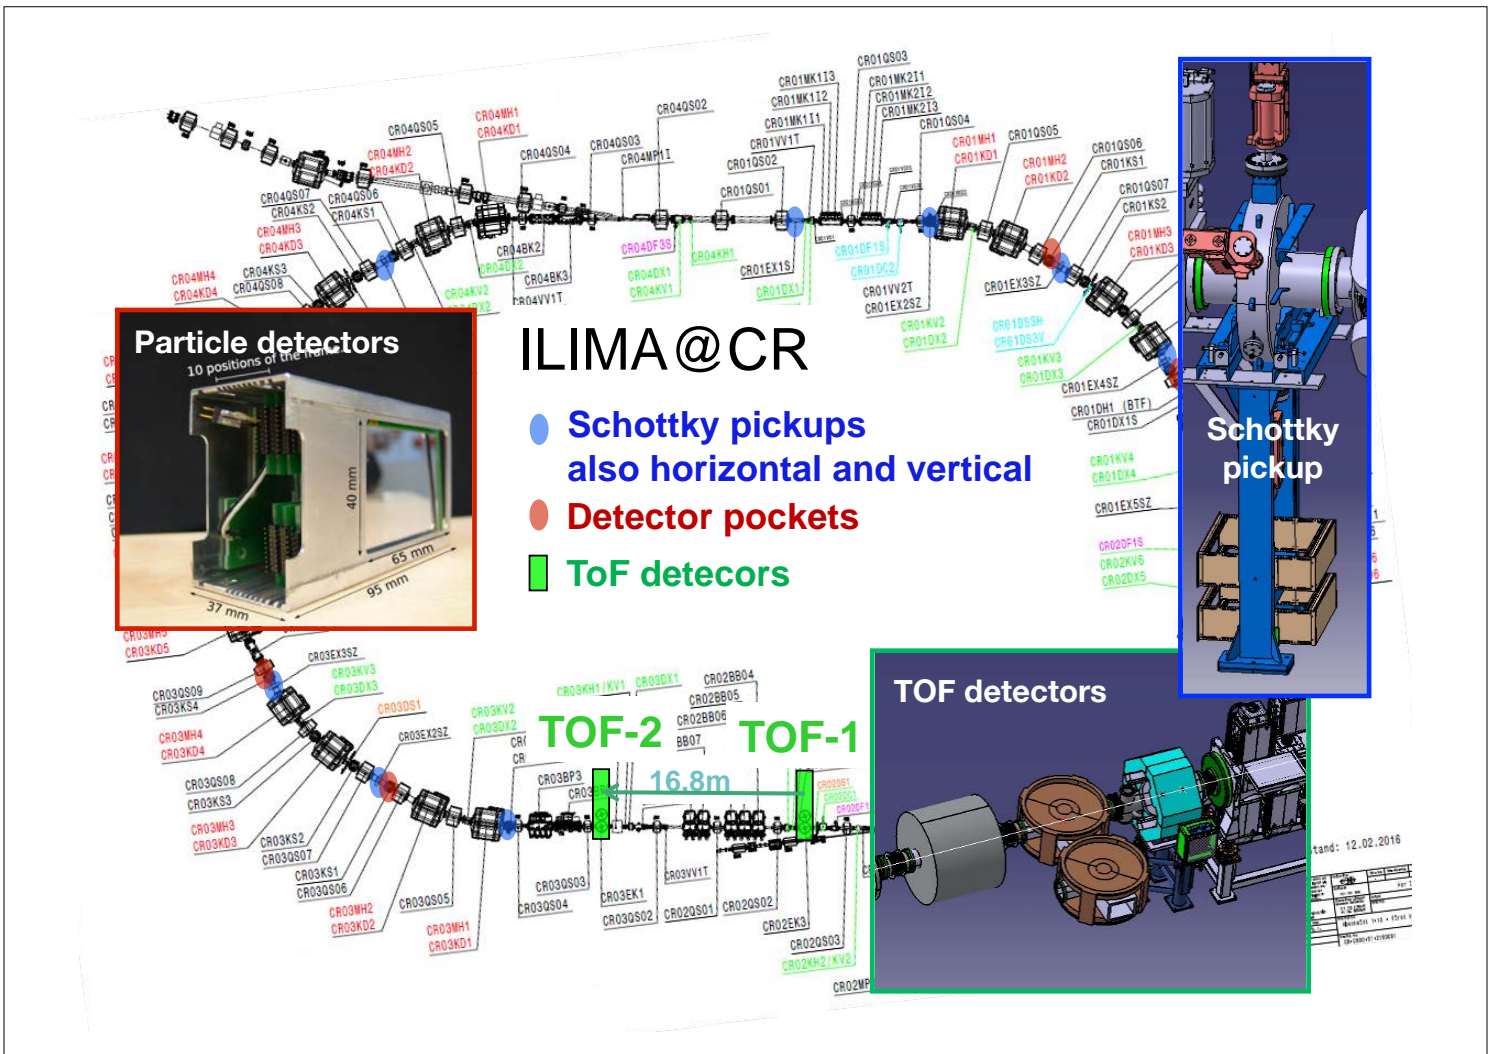 CR01QS03
CR01MK1I3
CR01MK2I1
CR01MK1I2
CR01MK2I2
CR01MK2I3
CR01MK1I1
CR01QS04
CR04QS02
CR04MH1
CR04KD1
CR04QS05
CR04QS03
CR04MP1I
CR01VV1T
CR01QS02
CR01QS01
CR01MH1
CR01KD1
CR01QS05
CR01MH2
CR01KD2
CR01QS06
CR01KS1
CR04MH2
CR04KD2
CR04QS04
CR01QS07
CR01KS2
CR04QS07
CR04QS06
CR04KS2
CR04KS1
CR04MH3
CR04KD3
CR01MH3
CR01KD3
CR04KS3
CR04QS08
CR04MH4
CR04KD4
CR04BK2
CR04BK3
CR04VV1T
CR04KV2
CR04DF3S
CR04KH1
CR04DX1
CR04KV1
CR01EX1S
CR01DX1
CR01DF1S
CR01DC2
CR01VV2T
CR01EX2SZ
CR01EX3SZ
CR01KV2
CR01DX2
CR01DS3H
CR01DS3V
CR01KV3
CR01DX3
CR01EX4SZ
CR01DH1 (BTF)
CR01DX1S
CR01KV4
CR01DX4
CR01EX5SZ
CR02DF1S
CR02KV6
CR02DX5
Particle detectors
10 positions of the frame
40 mm
65 mm
95 mm
37 mm
ILIMA@CR
Schottky pickups
also horizontal and vertical
Detector pockets
ToF detecors
Schottky
pickup
CR03MH5
CR03KD5
CR03EX3SZ
CR03KV3
CR03DX3
CR03QS09
CR03KS4
CR03DS1
CR03KV2
CR03DX2
CR03KH1/KV1
CR03DX1
CR02BB04
CR02BB05
CR02BB06
BB07
CR03MH4
CR03KD4
CR03EX2SZ
TOF-2
TOF-1
16.8m
CR03BP3
CR03QS08
CR03KS3
CR03MH3
CR03KD3
CR03KS2
CR03QS07
CR03KS1
CR03QS06
CR03MH2
CR03KD2
CR03QS05
CR03MH1
CR03KD1
CR03QS03
CR03QS04
CR03EK1
CR03QS02
CR03VV1T
CR02QS01
CR02QS02
CR02EK3
CR02QS03
CR02KH2/KV2
CR02MP
TOF detectors
tand: 12.02.2016